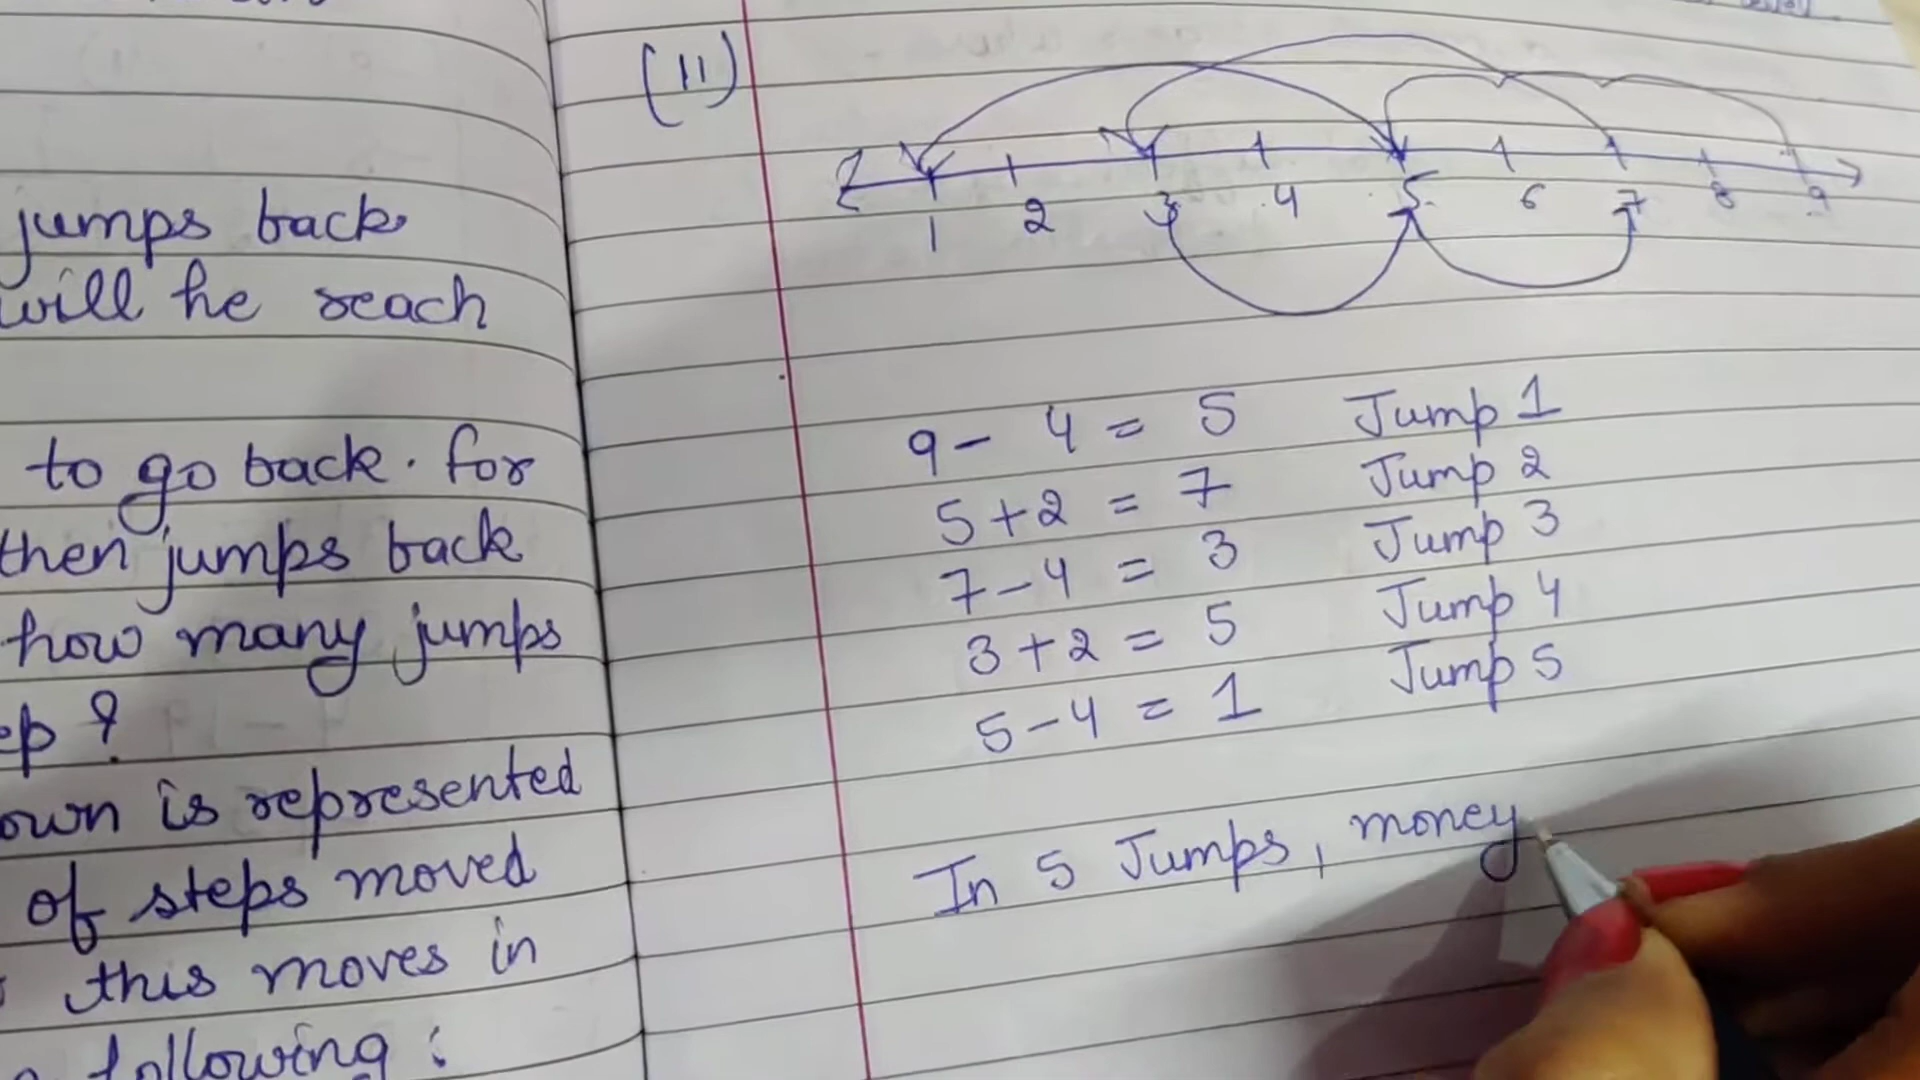 jumps back
will he reach
to go back. for
then jumps back
how many jumps
ep ?
own is represented
of steps moved
this moves in
following :
(11)
1 2 3 4 5 6 7 8 9
9 - 4 = 5 Jump 1
5 + 2 = 7 Jump 2
7 - 4 = 3 Jump 3
3 + 2 = 5 Jump 4
5 - 4 = 1 Jump 5
In 5 Jumps, money